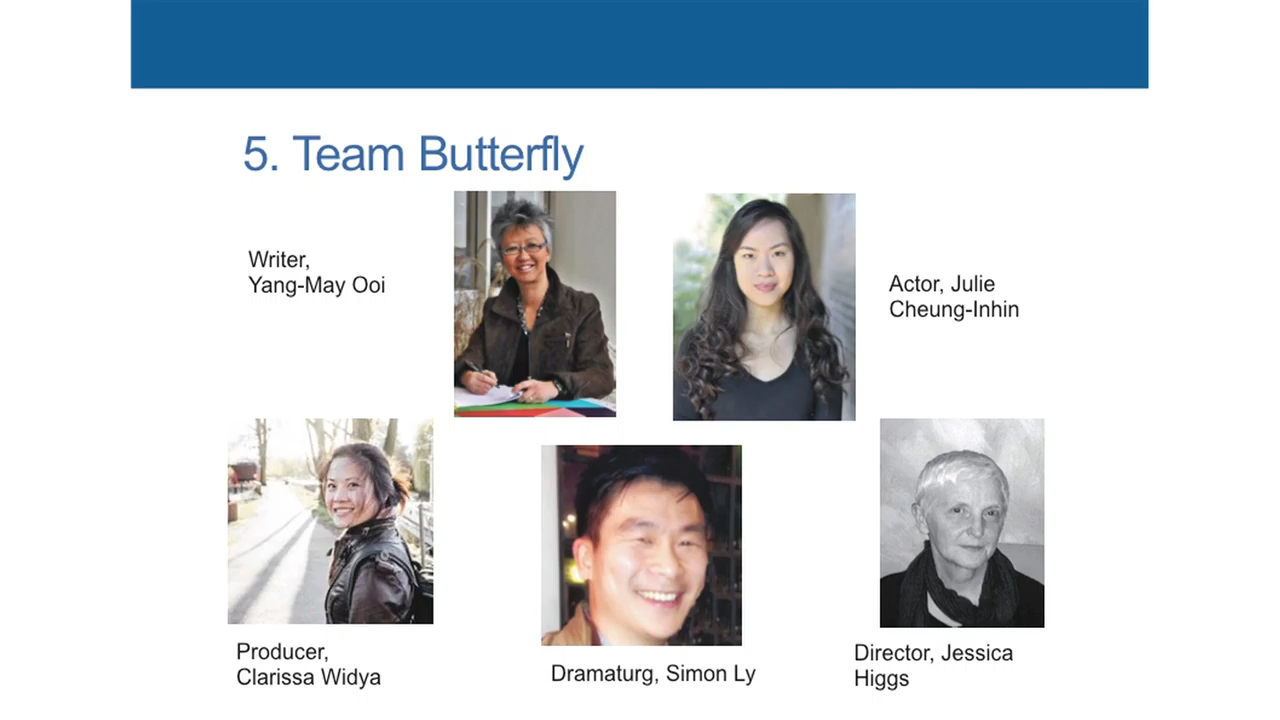 5. Team Butterfly
Writer,
Yang-May Ooi
Actor, Julie
Cheung-Inhin
Producer,
Clarissa Widya
Dramaturg, Simon Ly
Director, Jessica
Higgs